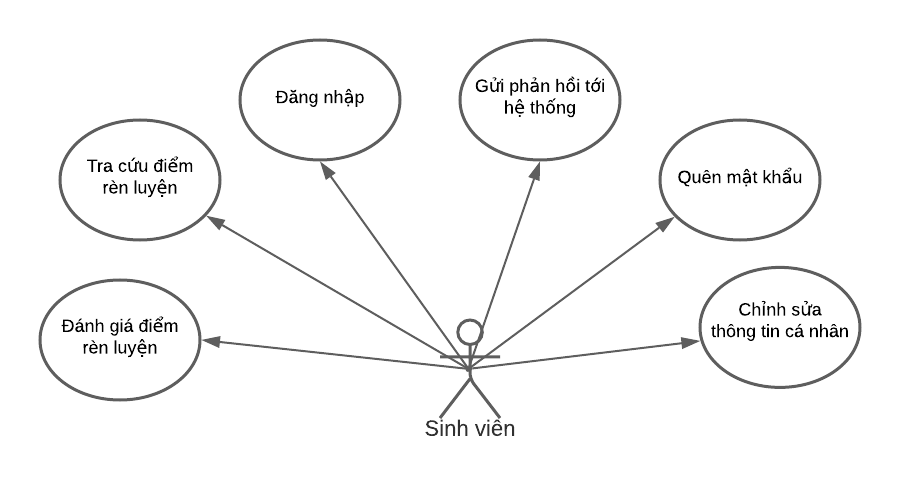 Đăng nhập
Gửi phản hồi tới
hệ thống
Tra cứu điểm
rèn luyện
Quên mật khẩu
Đánh giá điểm
rèn luyện
Chỉnh sửa
thông tin cá nhân
Sinh viên